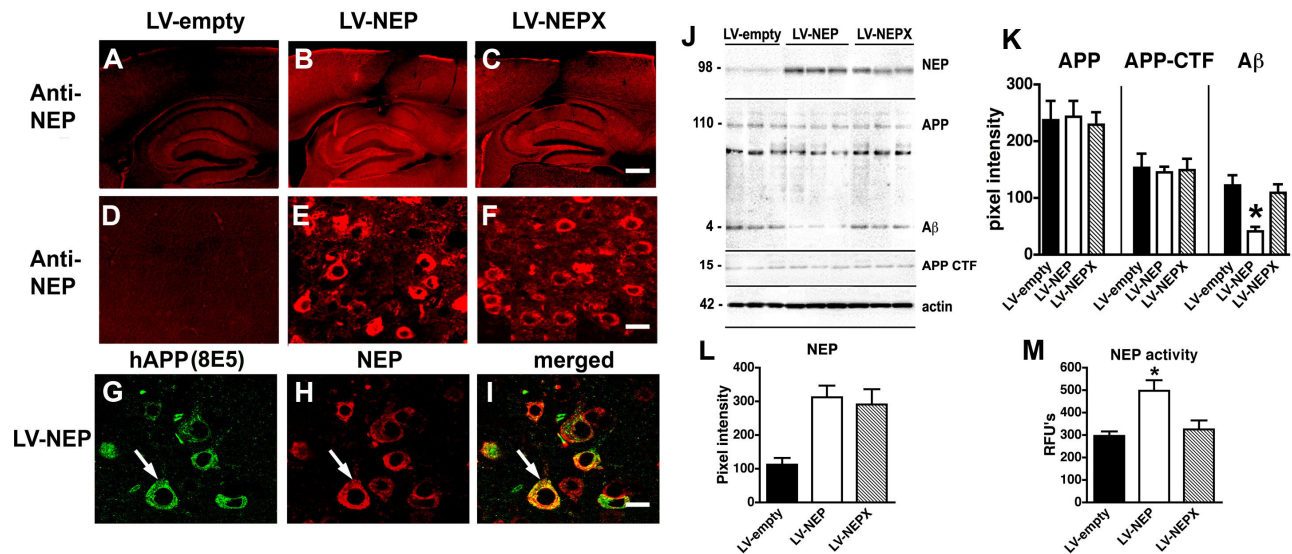 LV-empty LV-NEP LV-NEPX
Anti-
NEP
A B C
Anti-
NEP
D E F
hAPP (8E5) NEP merged
LV-NEP
G H I
J
LV-empty LV-NEP LV-NEPX
98 - NEP
110 - APP
4 - Aβ
15 - APP CTF
42 - actin
K
APP APP-CTF Aβ
pixel intensity
300
200
100
0
*
LV-empty LV-NEP LV-NEPX LV-empty LV-NEP LV-NEPX LV-empty LV-NEP LV-NEPX
L
NEP
Pixel intensity
400
300
200
100
0
LV-empty LV-NEP LV-NEPX
M
NEP activity
RFU's
600
500
400
300
200
100
0
*
LV-empty LV-NEP LV-NEPX